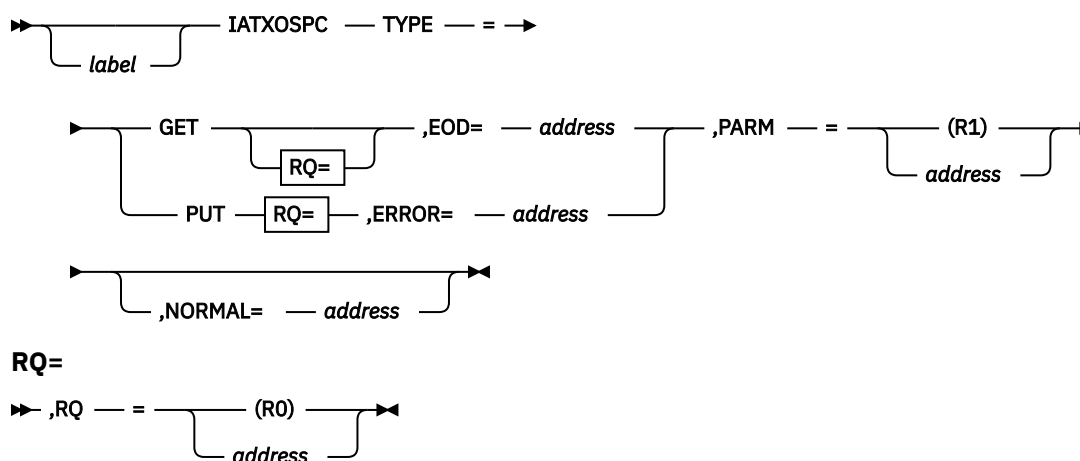 IATXOSPC TYPE =
label
GET ,EOD= address ,PARM = (R1)
RQ= address
PUT RQ= ,ERROR= address
,NORMAL= address
RQ=
,RQ = (R0)
address